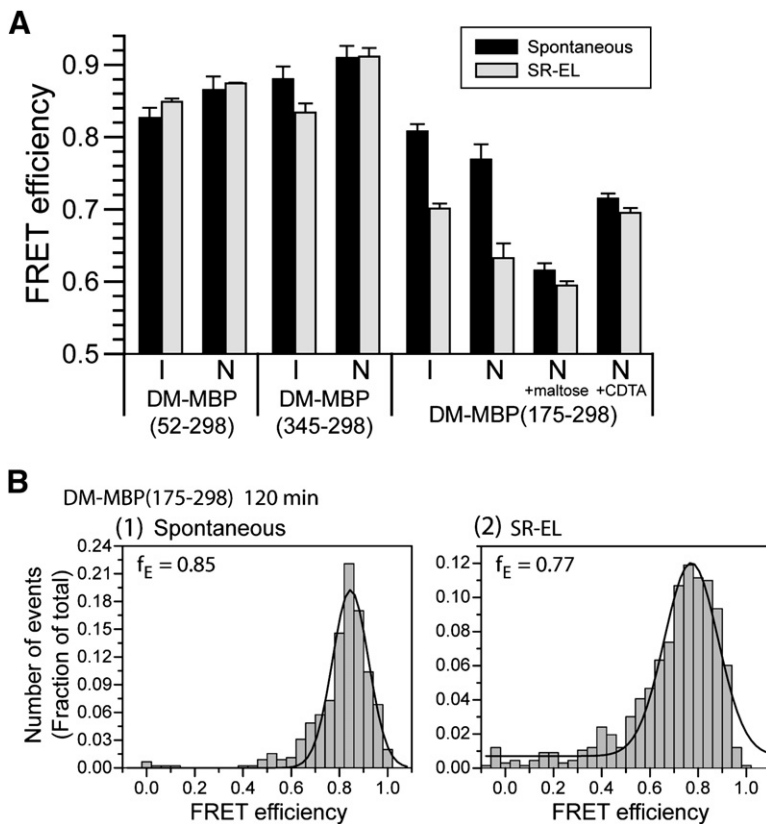 A
Spontaneous
SR-EL
FRET efficiency
0.9
0.8
0.7
0.6
0.5
I N I N I N N N
+maltose +CDTA
DM-MBP DM-MBP DM-MBP(175-298)
(52-298) (345-298)
B
DM-MBP(175-298) 120 min
(1) Spontaneous (2) SR-EL
Number of events
(Fraction of total)
0.24
0.21
0.18
0.15
0.12
0.09
0.06
0.03
0.00
fE = 0.85
0.0 0.2 0.4 0.6 0.8 1.0
FRET efficiency
0.12
0.10
0.08
0.06
0.04
0.02
0.00
fE = 0.77
0.0 0.2 0.4 0.6 0.8 1.0
FRET efficiency